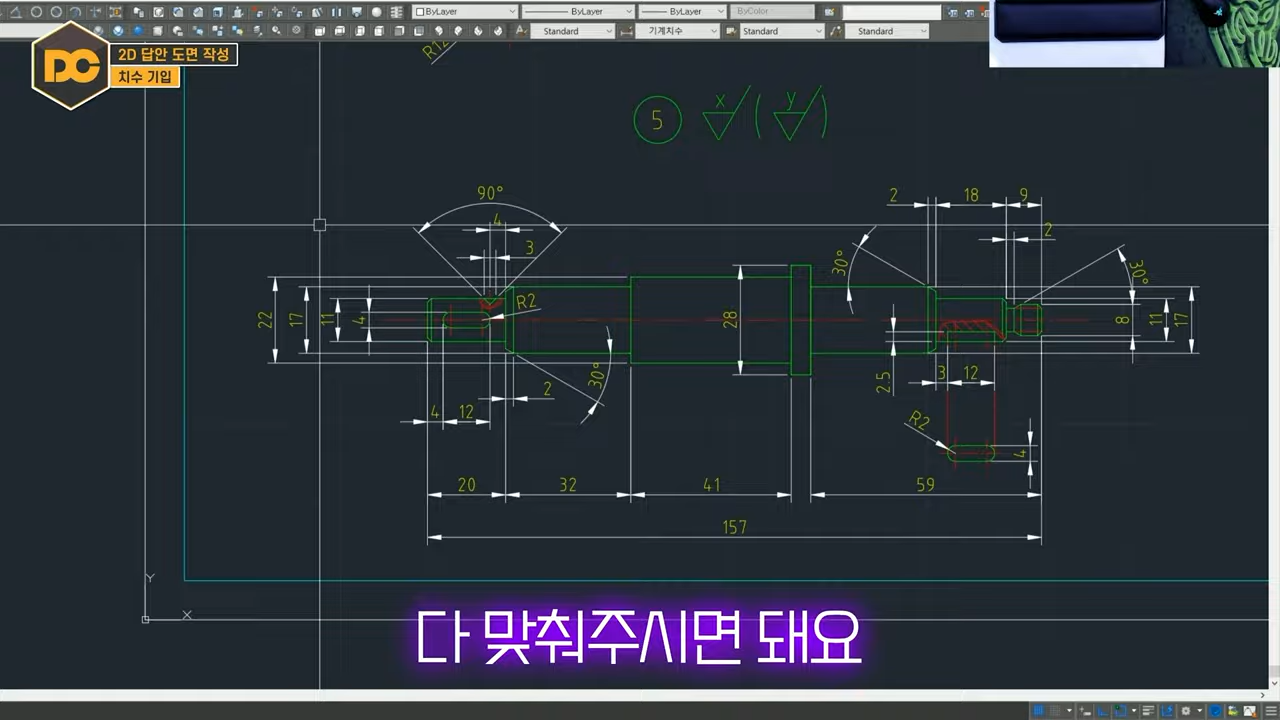 ByLayer ByLayer ByLayer ByColor
Standard 기계치수 Standard Standard
DC
2D 답안 도면 작성
치수 기입
R12
5 x ( y )
90° 2 18 9
4 2
3 30° 30°
R2
22 17 11 4 28 8 11 17
30° 2.5 3 12
2
4 12 R2
4
20 32 41 59
157
Y
X
다 맞춰주시면 돼요